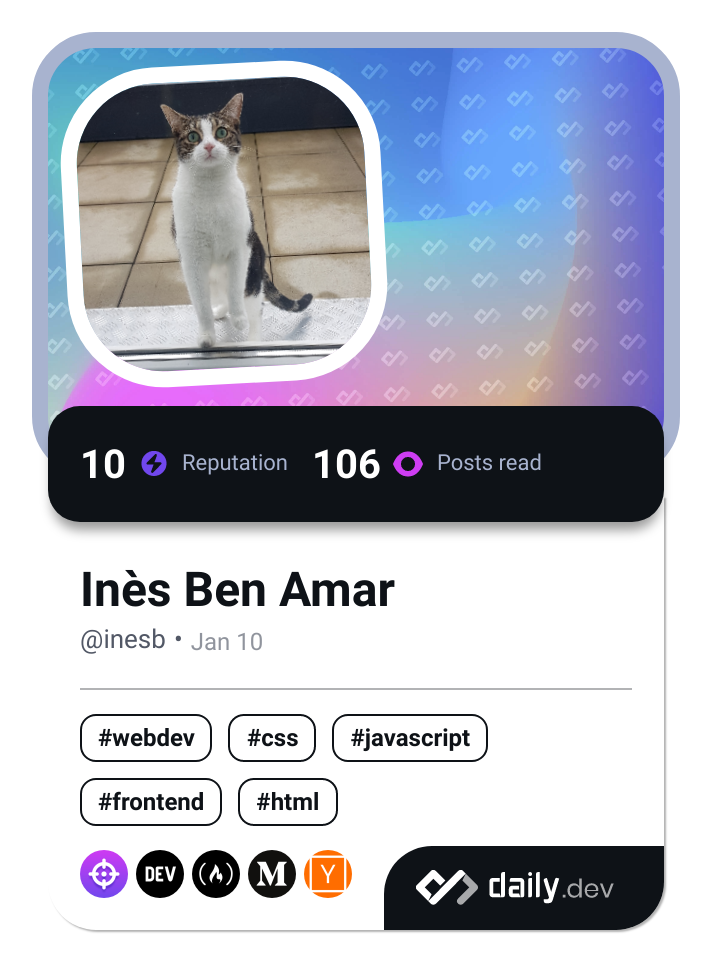 10 Reputation 106 Posts read
Inès Ben Amar
@inesb • Jan 10
#webdev #css #javascript
#frontend #html
DEV M Y
daily.dev